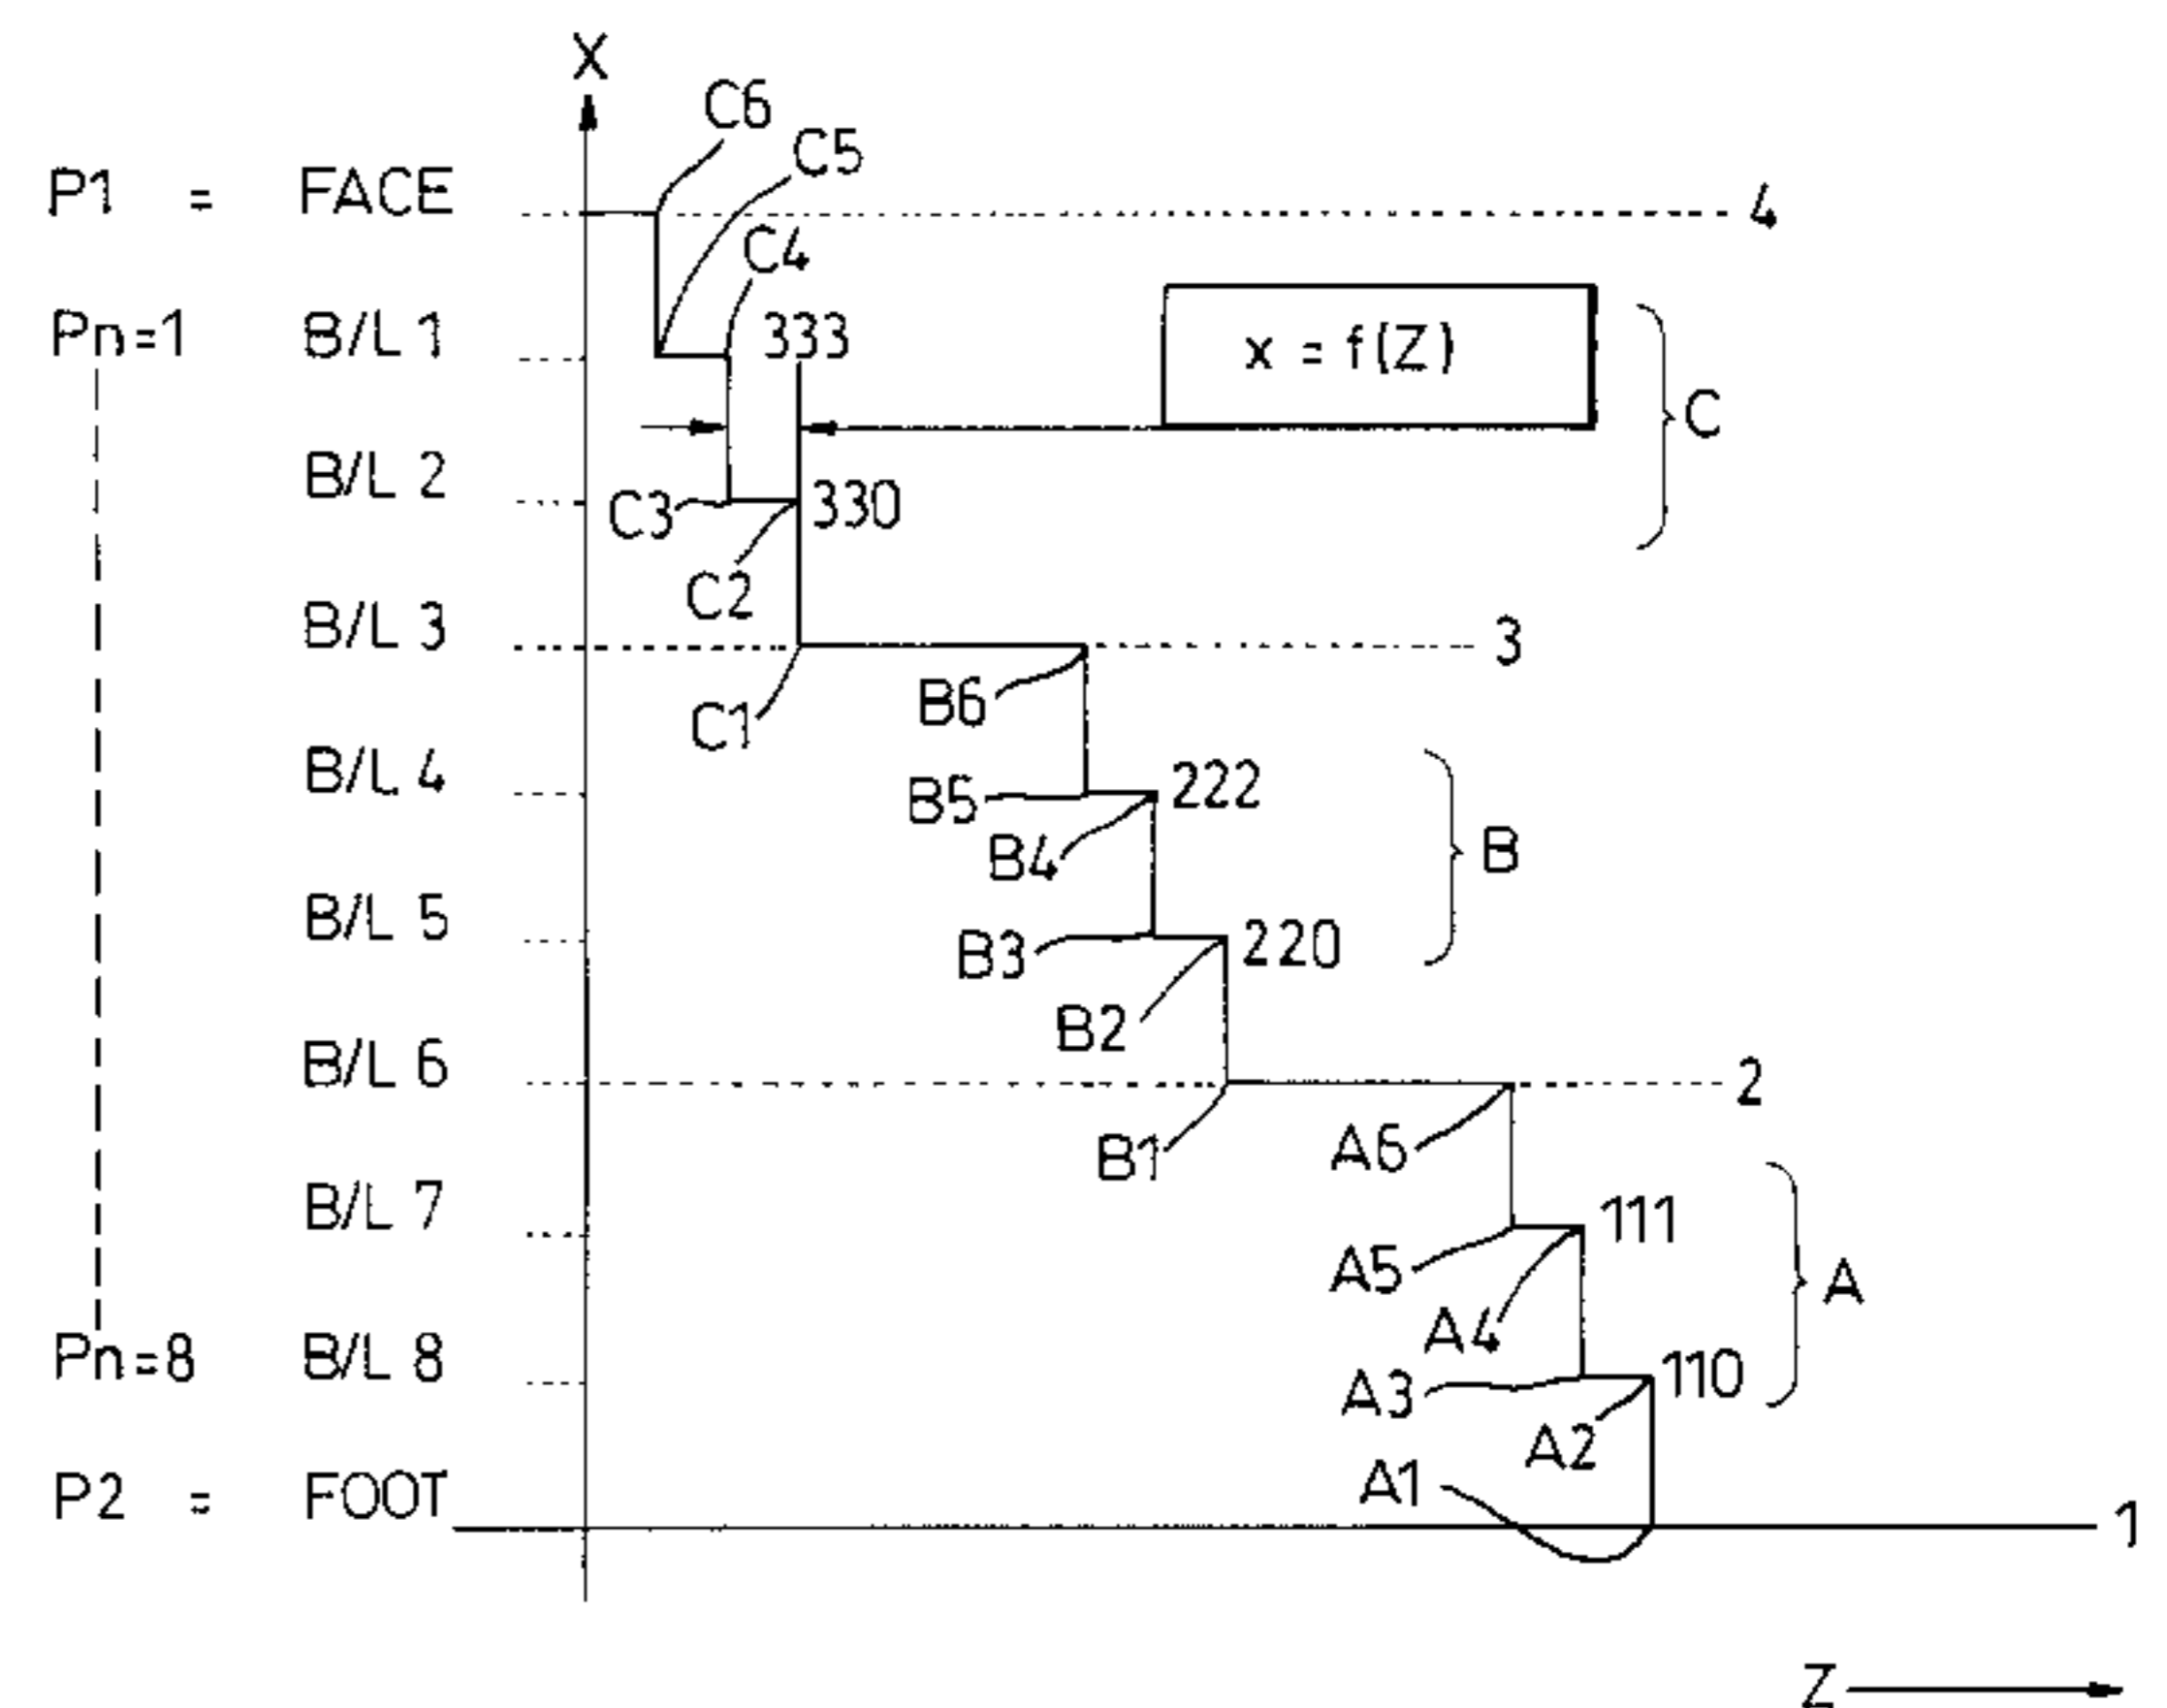 X
C6
C5
P1 = FACE
4
C4
Pn=1 B/L 1
333
x = f(Z)
C
B/L 2
C3
330
C2
B/L 3
3
B6
C1
B/L 4
B5
222
B4
B
B/L 5
B3
220
B2
B/L 6
2
B1
A6
B/L 7
111
A5
A
A4
Pn=8 B/L 8
110
A3
A2
A1
P2 = FOOT
1
Z